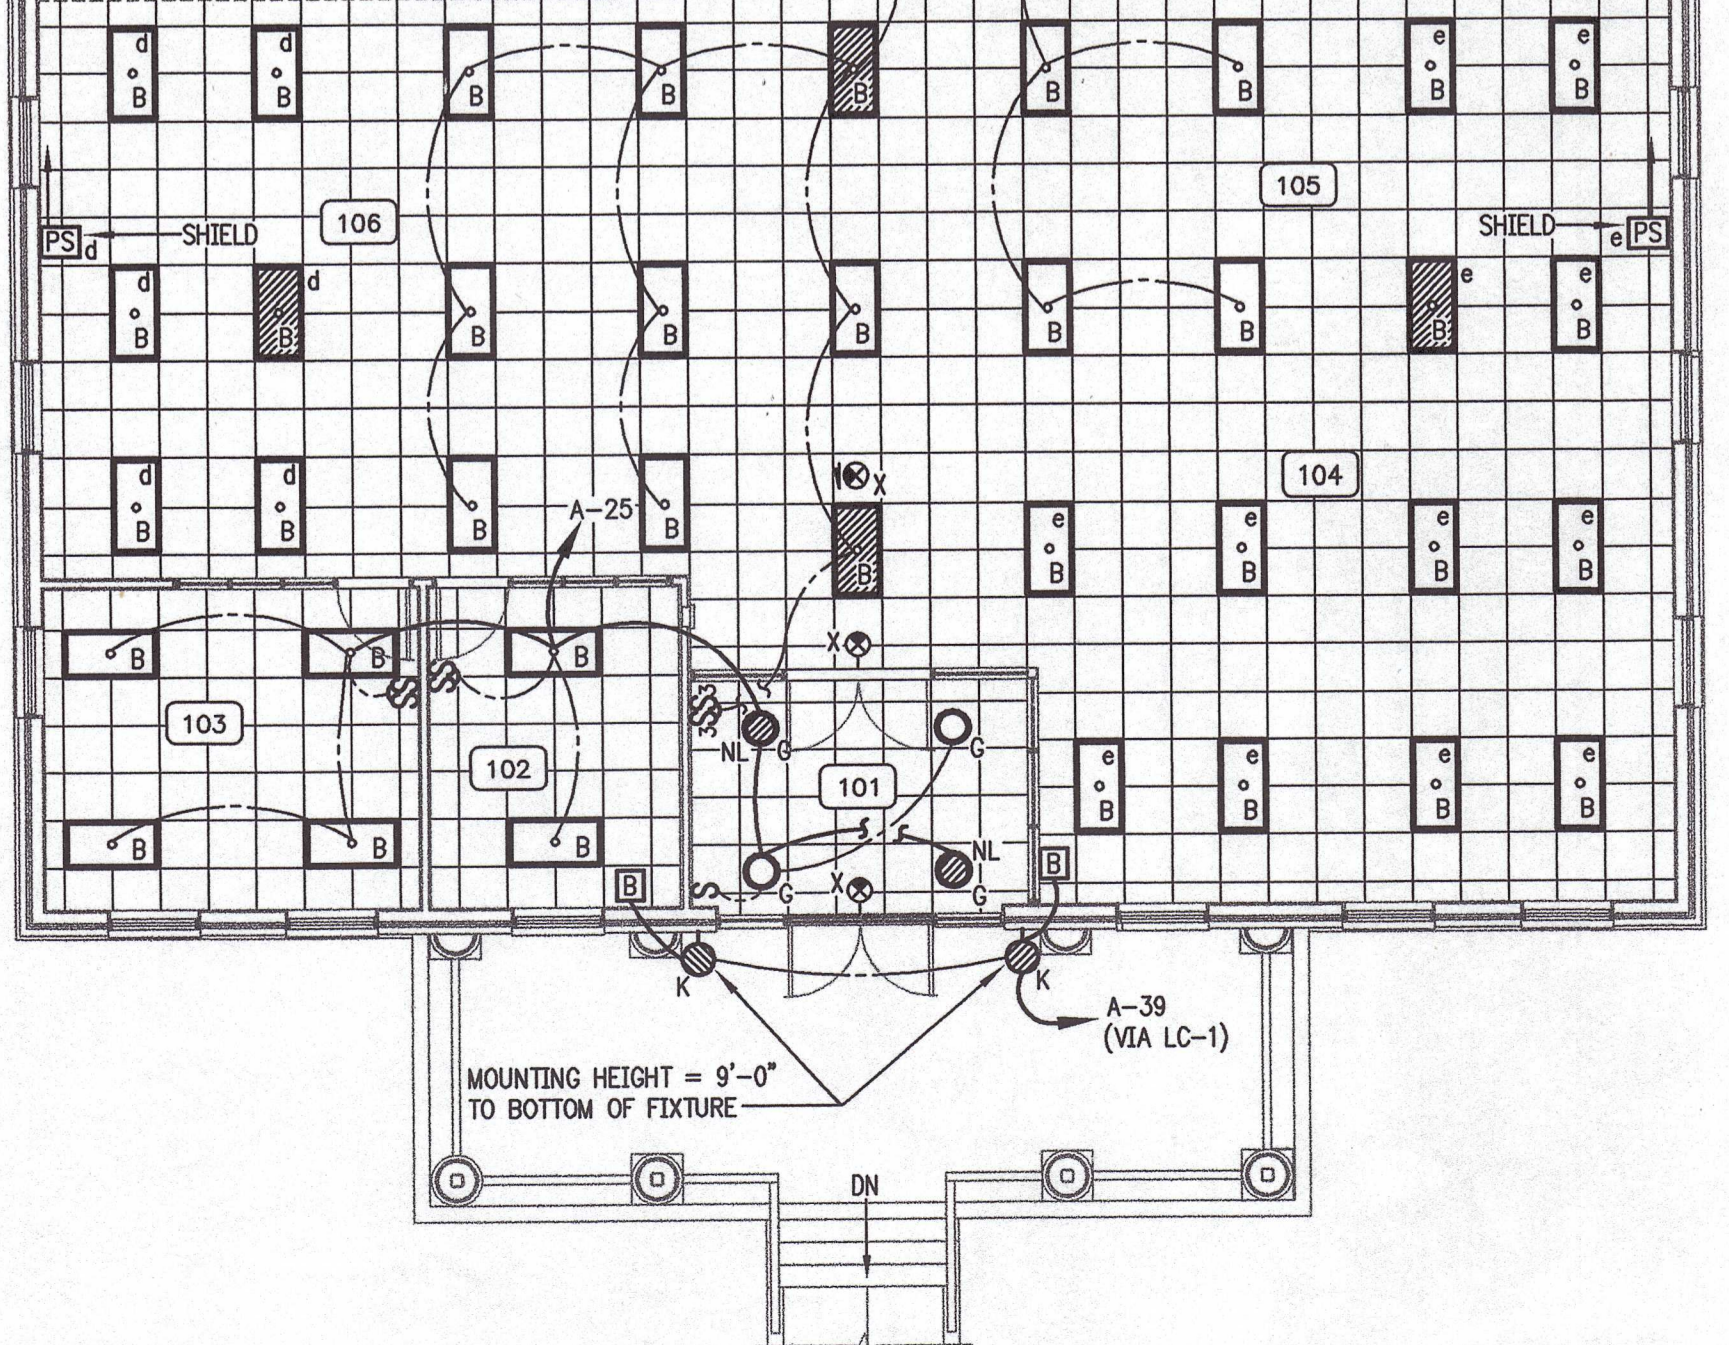 d d e e
B B B B B B B B B
105
106
SHIELD SHIELD
PS d e PS
d d e e
B B B B B B B B B
104
X
d d
A-25
B B B B
e e e e
B B B B B
X
B B B
S S
S3
S
3
103
NL G G
102
101
e e e e
B B B B
B B B
NL
B
X
B
S G G
K K
A-39
(VIA LC-1)
MOUNTING HEIGHT = 9'-0"
TO BOTTOM OF FIXTURE
DN